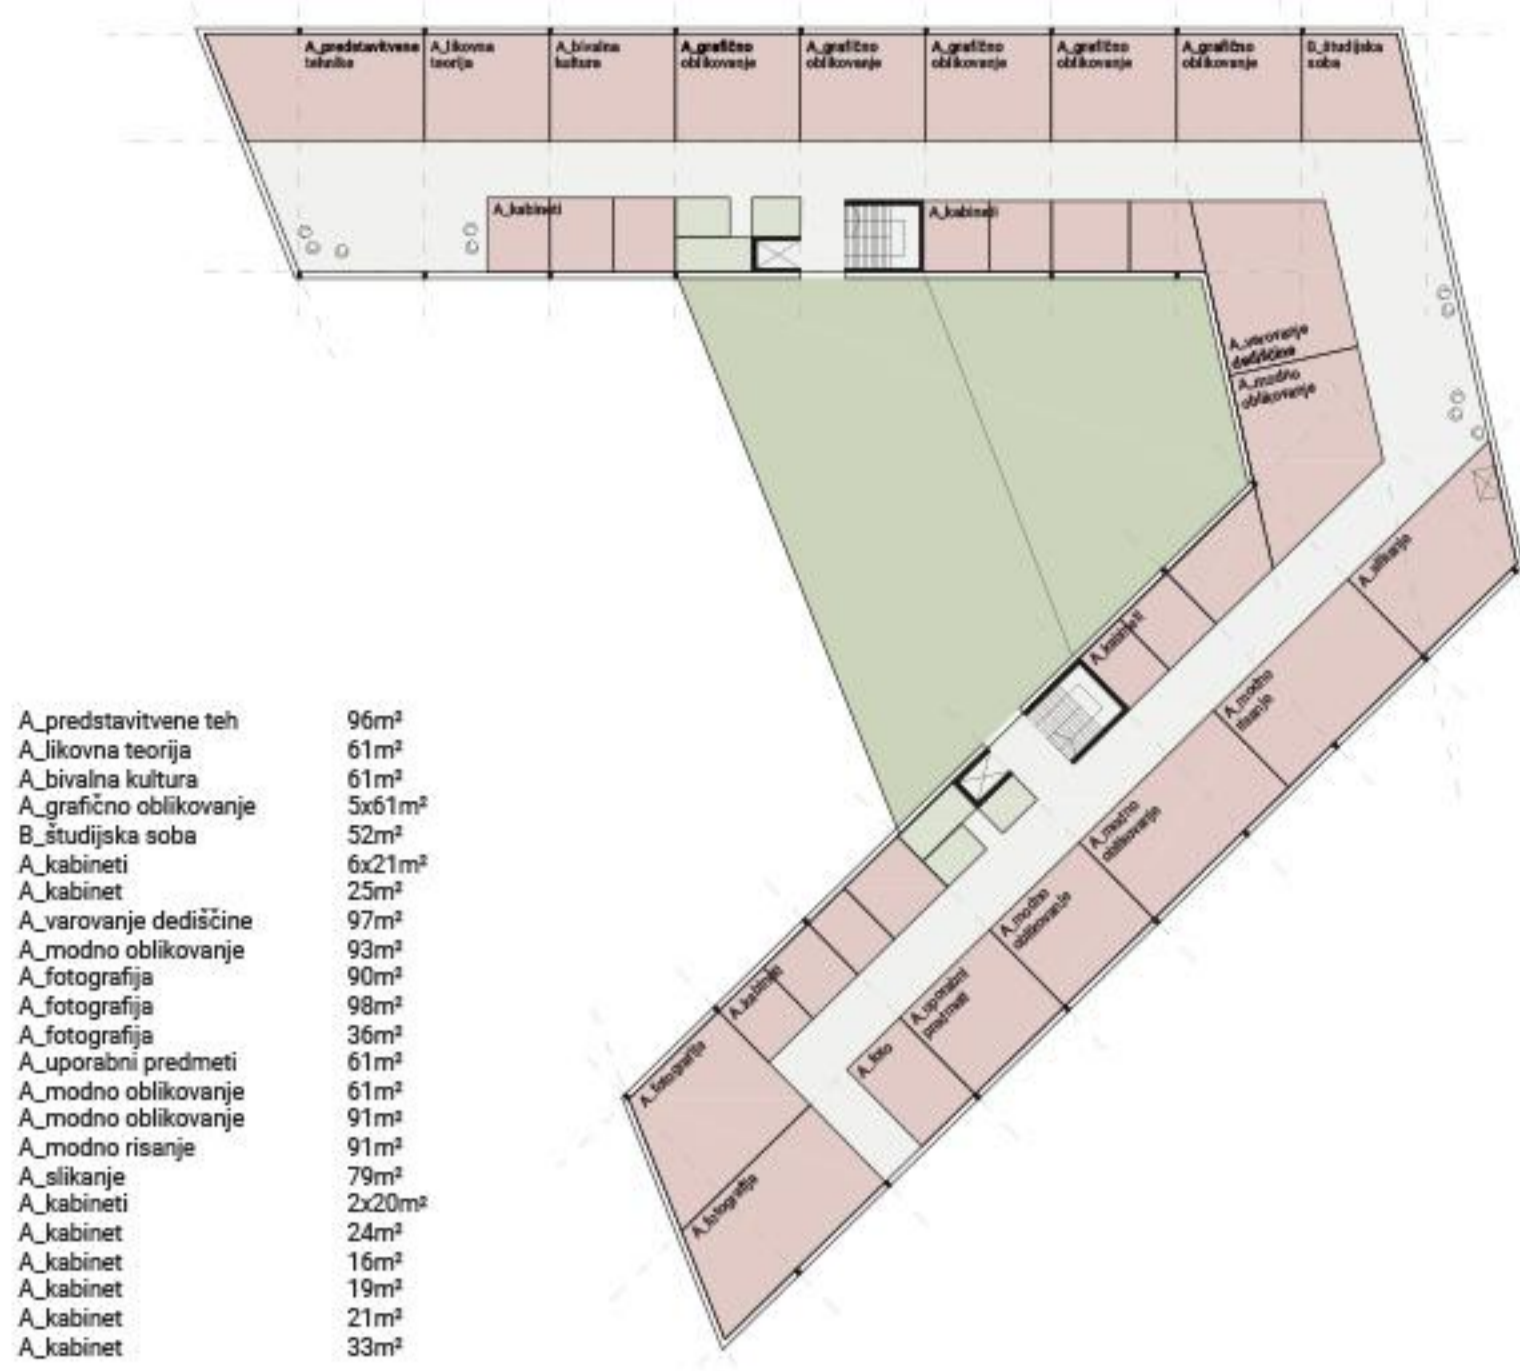 A_predstavitvene
tehnike
A_likovna
teorija
A_bivalna
kultura
A_grafično
oblikovanje
A_grafično
oblikovanje
A_grafično
oblikovanje
A_grafično
oblikovanje
A_grafično
oblikovanje
B_študijska
soba
A_kabineti
A_kabineti
A_varovanje
dediščine
A_modno
oblikovanje
A_slikanje
A_kabineti
A_modno
risanje
A_modno
oblikovanje
A_modno
oblikovanje
A_uporabni
predmeti
A_foto
A_kabineti
A_fotografija
A_fotografija
A_predstavitvene teh 96m²
A_likovna teorija 61m²
A_bivalna kultura 61m²
A_grafično oblikovanje 5x61m²
B_študijska soba 52m²
A_kabineti 6x21m²
A_kabinet 25m²
A_varovanje dediščine 97m²
A_modno oblikovanje 93m²
A_fotografija 90m²
A_fotografija 98m²
A_fotografija 36m²
A_uporabni predmeti 61m²
A_modno oblikovanje 61m²
A_modno oblikovanje 91m²
A_modno risanje 91m²
A_slikanje 79m²
A_kabineti 2x20m²
A_kabinet 24m²
A_kabinet 16m²
A_kabinet 19m²
A_kabinet 21m²
A_kabinet 33m²